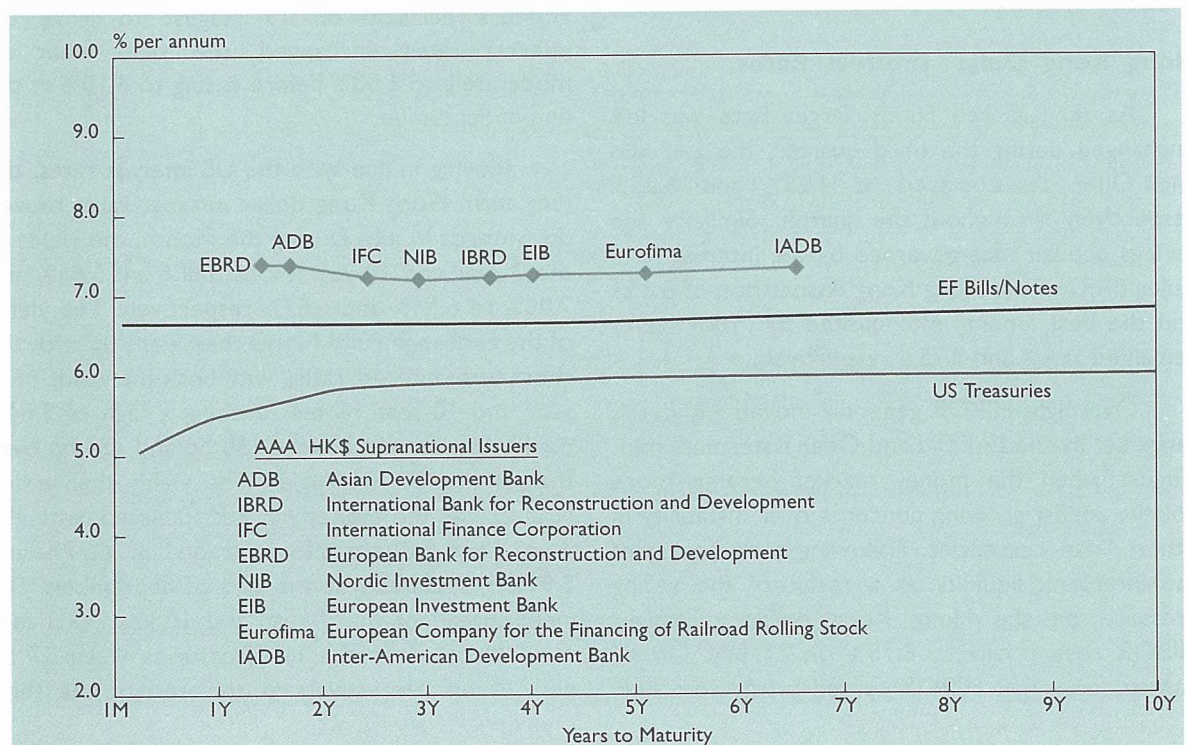 % per annum
10.0
9.0
8.0
7.0
6.0
5.0
4.0
3.0
2.0
EBRD
ADB
IFC
NIB
IBRD
EIB
Eurofima
IADB
EF Bills/Notes
US Treasuries
AAA HK$ Supranational Issuers
ADB Asian Development Bank
IBRD International Bank for Reconstruction and Development
IFC International Finance Corporation
EBRD European Bank for Reconstruction and Development
NIB Nordic Investment Bank
EIB European Investment Bank
Eurofima European Company for the Financing of Railroad Rolling Stock
IADB Inter-American Development Bank
1M 1Y 2Y 3Y 4Y 5Y 6Y 7Y 8Y 9Y 10Y
Years to Maturity